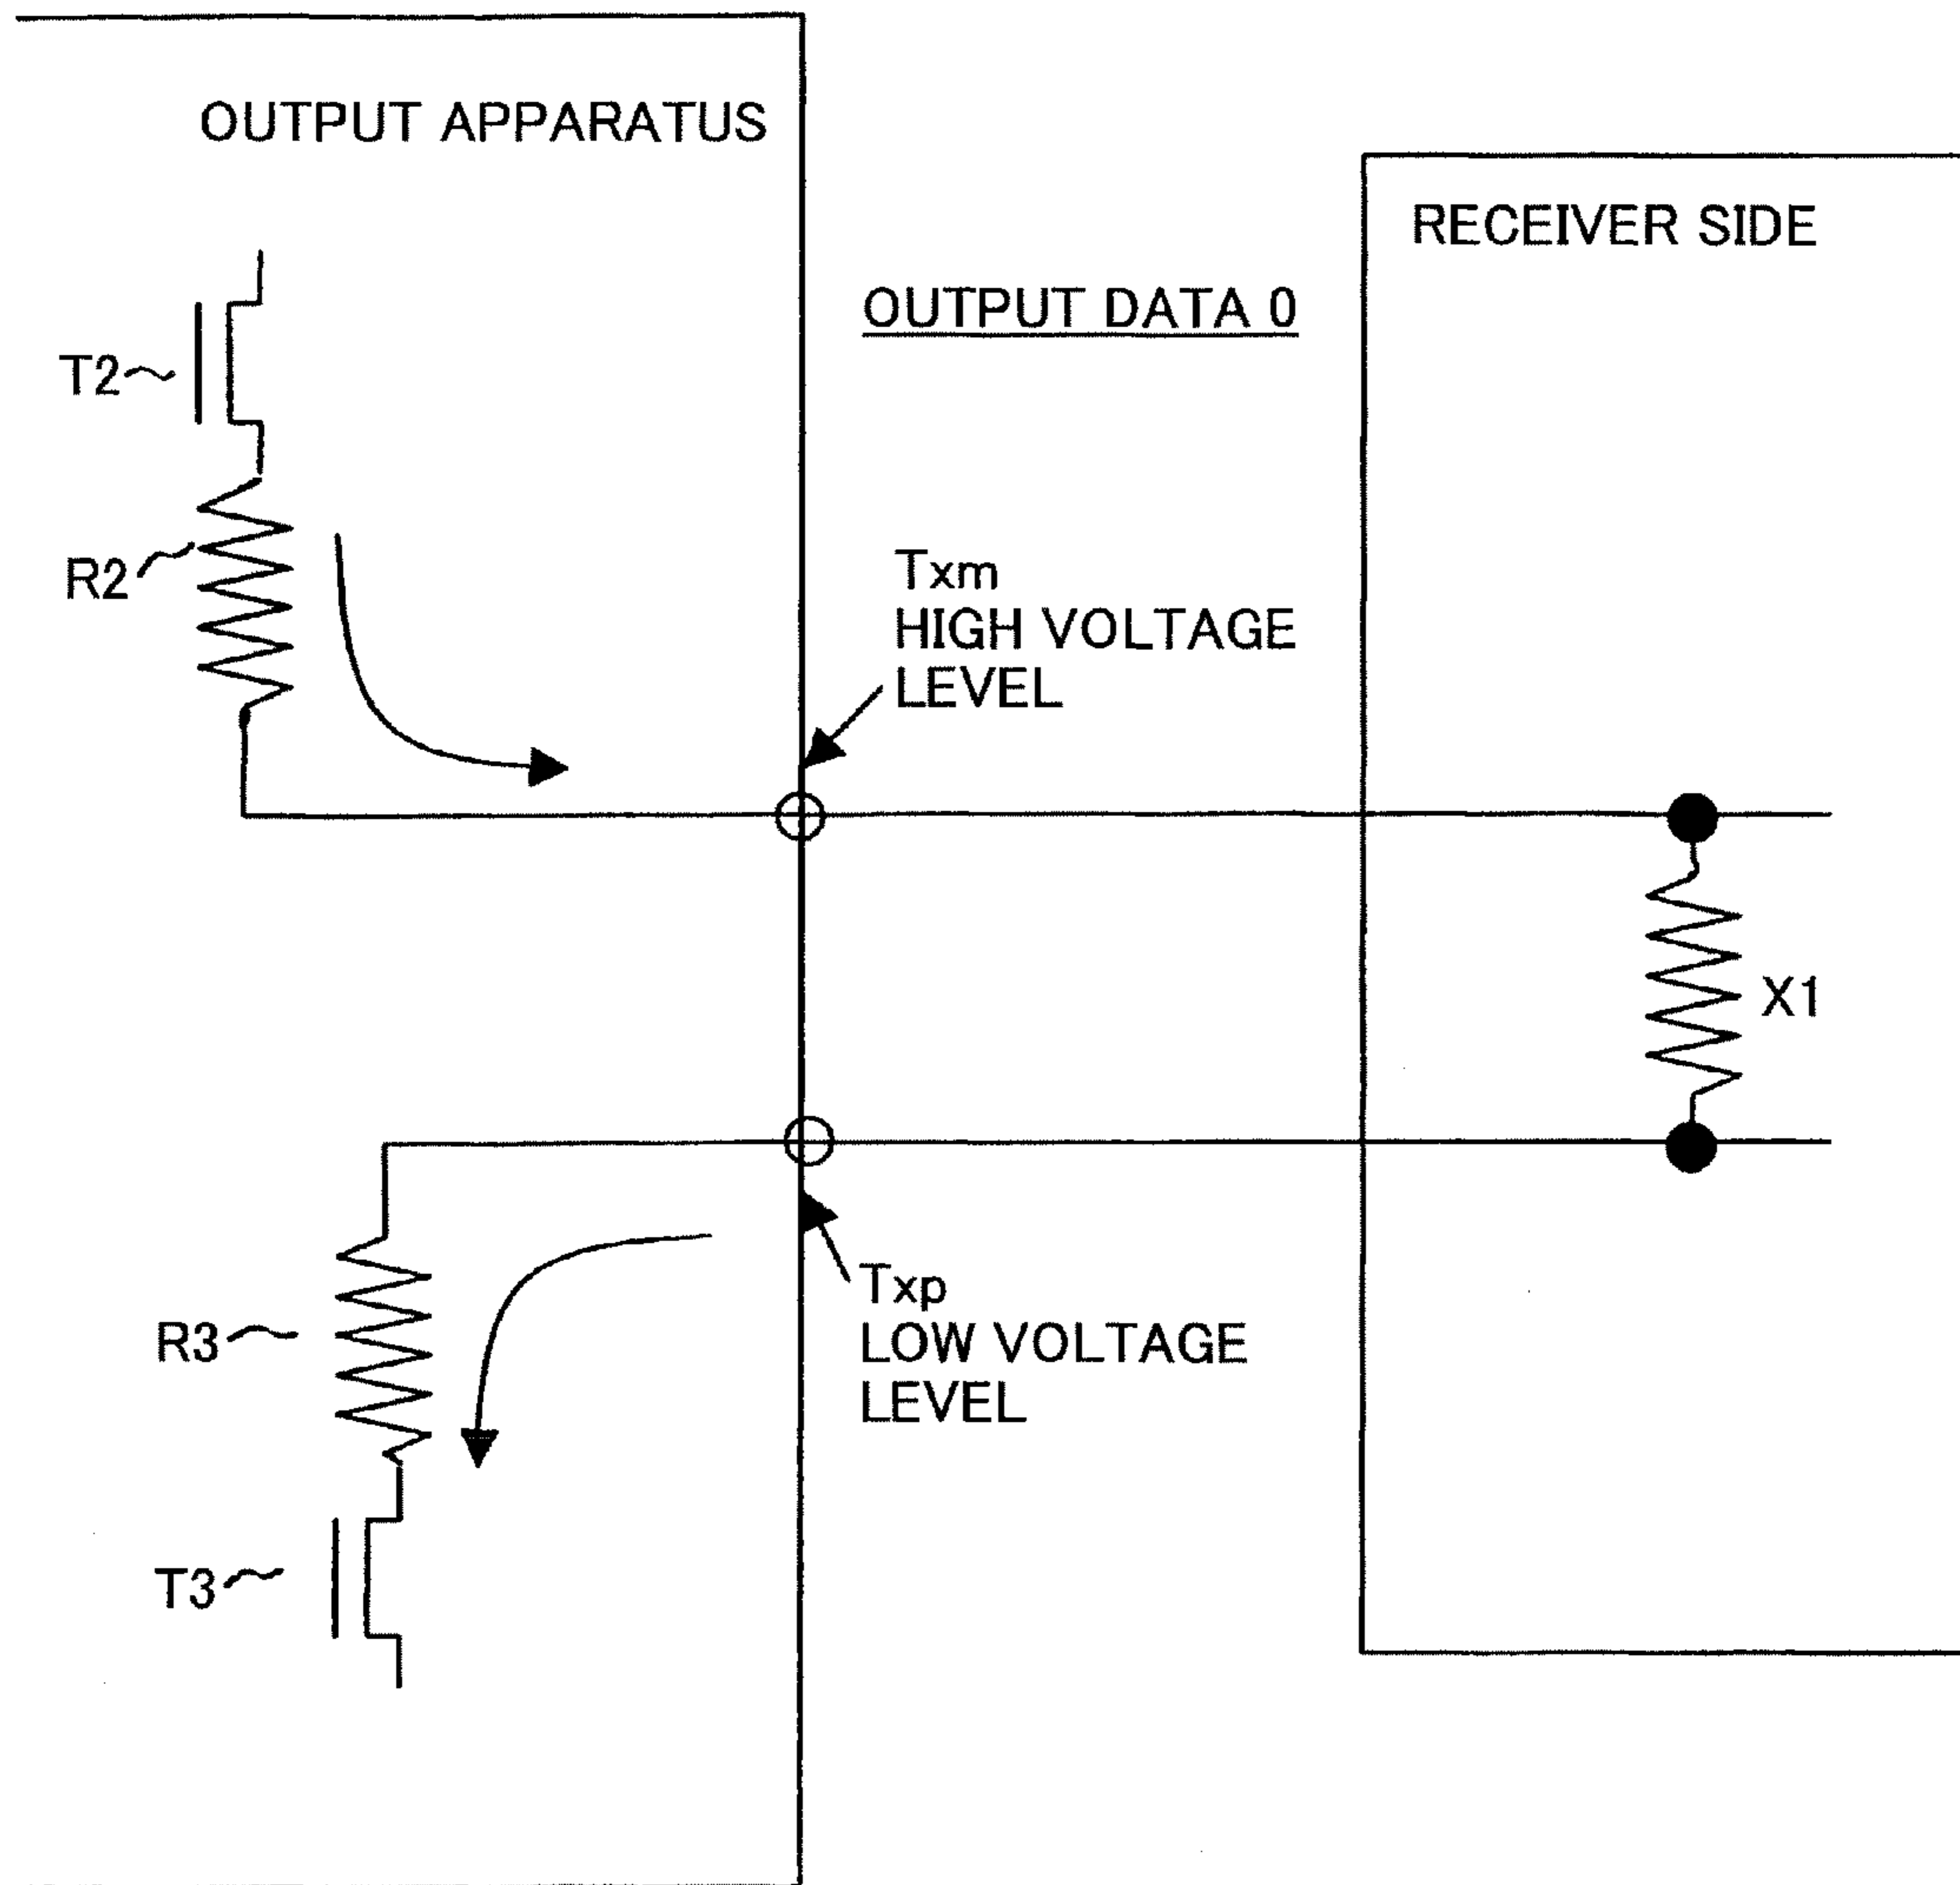 OUTPUT APPARATUS
RECEIVER SIDE
OUTPUT DATA 0
T2
R2
Txm
HIGH VOLTAGE
LEVEL
X1
Txp
LOW VOLTAGE
LEVEL
R3
T3